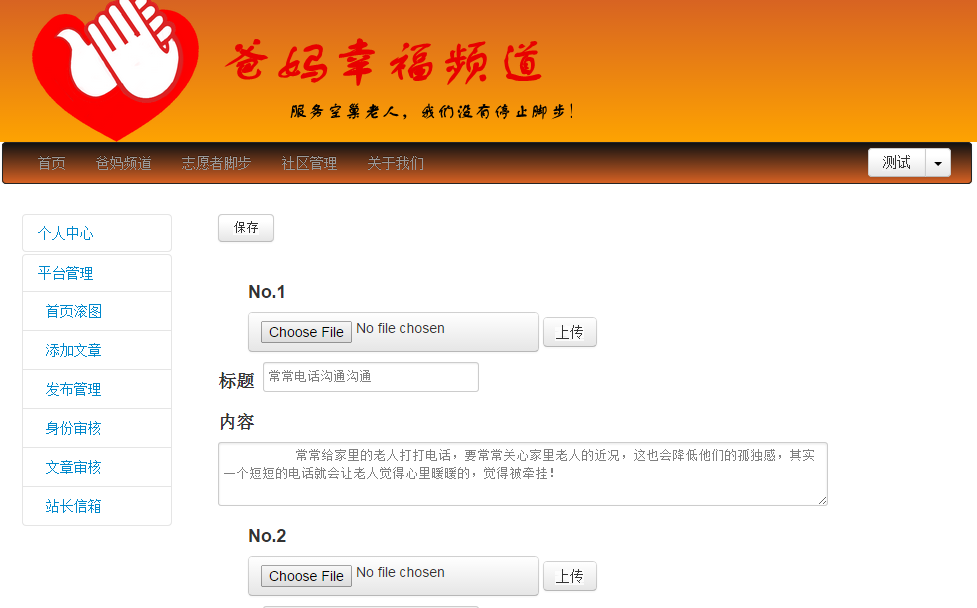 爸妈幸福频道
服务空巢老人，我们没有停止脚步！
首页 爸妈频道 志愿者脚步 社区管理 关于我们 测试
个人中心
平台管理
首页滚图
添加文章
发布管理
身份审核
文章审核
站长信箱
保存
No.1
Choose File No file chosen 上传
标题 常常电话沟通沟通
内容
常常给家里的老人打打电话，要常常关心家里老人的近况，这也会降低他们的孤独感，其实
一个短短的电话就会让老人觉得心里暖暖的，觉得被牵挂！
No.2
Choose File No file chosen 上传